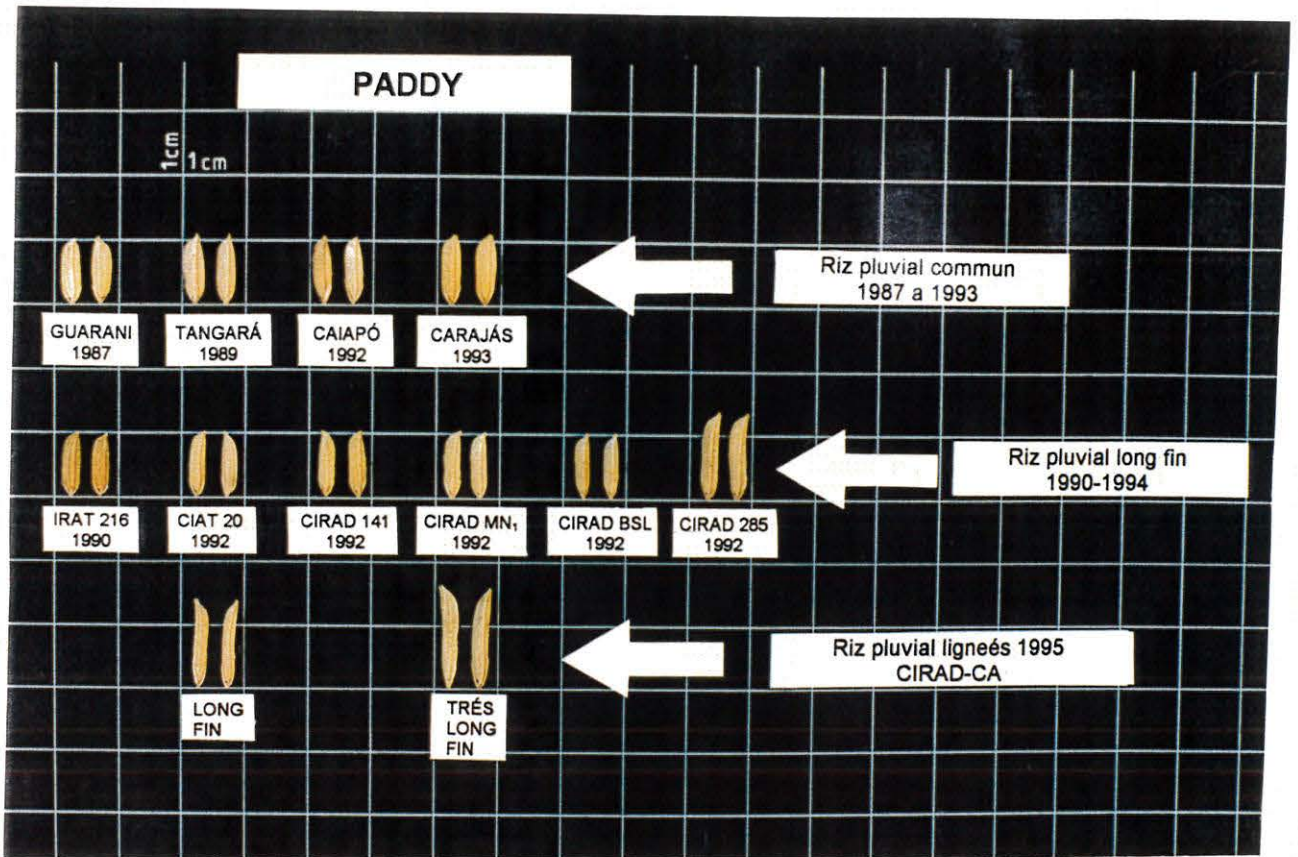 PADDY
1cm
1cm
Riz pluvial commun
1987 a 1993
GUARANI
1987
TANGARÁ
1989
CAIAPÓ
1992
CARAJÁS
1993
Riz pluvial long fin
1990-1994
IRAT 216
1990
CIAT 20
1992
CIRAD 141
1992
CIRAD MN₁
1992
CIRAD BSL
1992
CIRAD 285
1992
Riz pluvial ligneés 1995
CIRAD-CA
LONG
FIN
TRÉS
LONG
FIN